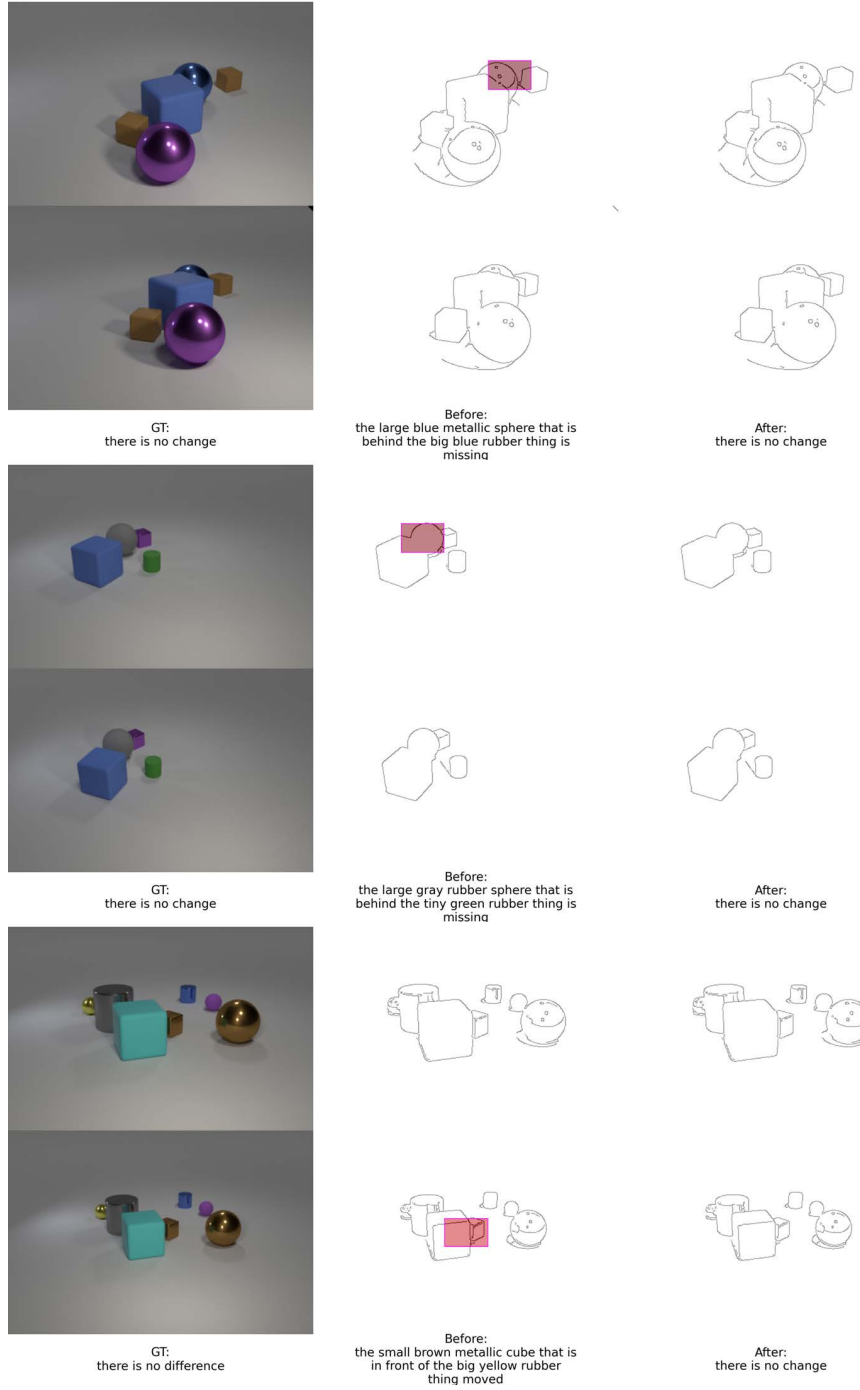 GT:
there is no change
Before:
the large blue metallic sphere that is
behind the big blue rubber thing is
missing
After:
there is no change
GT:
there is no change
Before:
the large gray rubber sphere that is
behind the tiny green rubber thing is
missing
After:
there is no change
GT:
there is no difference
Before:
the small brown metallic cube that is
in front of the big yellow rubber
thing moved
After:
there is no change